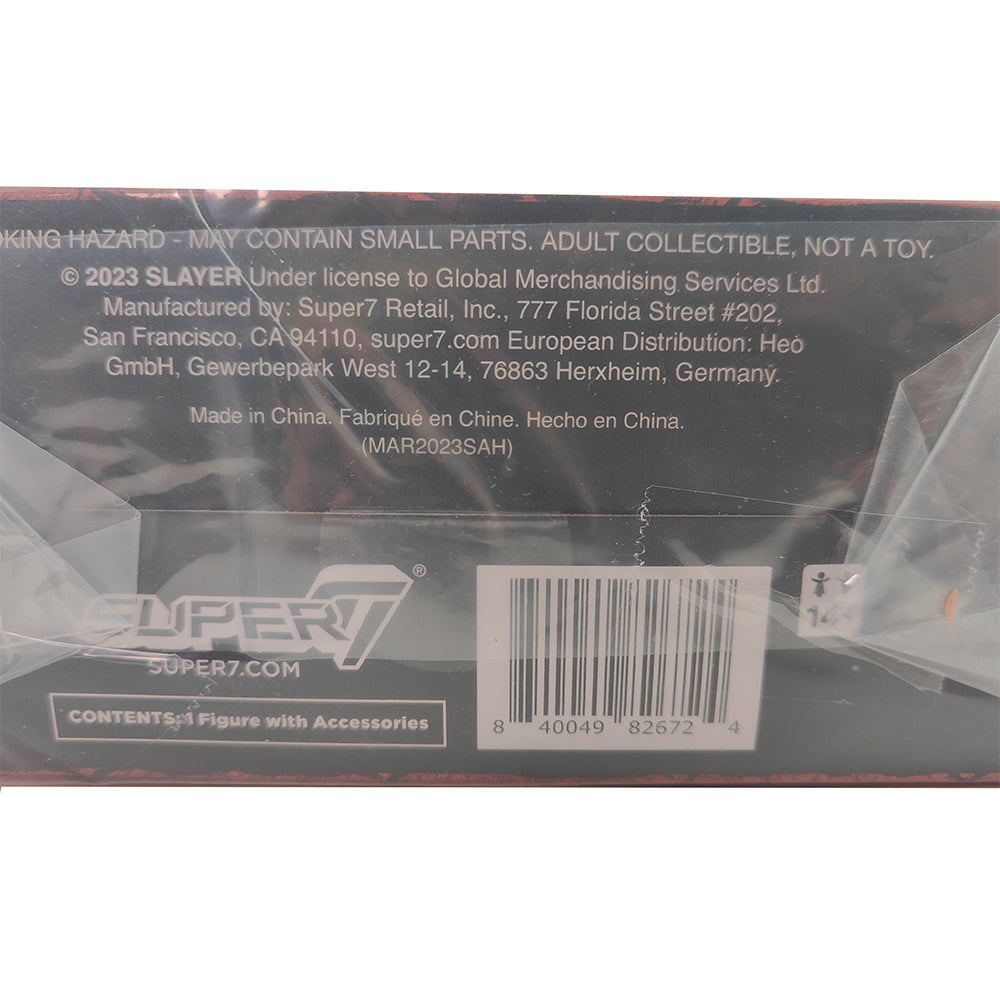 OKING HAZARD - MAY CONTAIN SMALL PARTS. ADULT COLLECTIBLE, NOT A TOY.
© 2023 SLAYER Under license to Global Merchandising Services Ltd.
Manufactured by: Super7 Retail, Inc., 777 Florida Street #202,
San Francisco, CA 94110, super7.com European Distribution: Heo
GmbH, Gewerbepark West 12-14, 76863 Herxheim, Germany.
Made in China. Fabriqué en Chine. Hecho en China.
(MAR2023SAH)
SUPER7®
SUPER7.COM
CONTENTS: 1 Figure with Accessories
8 40049 82672 4